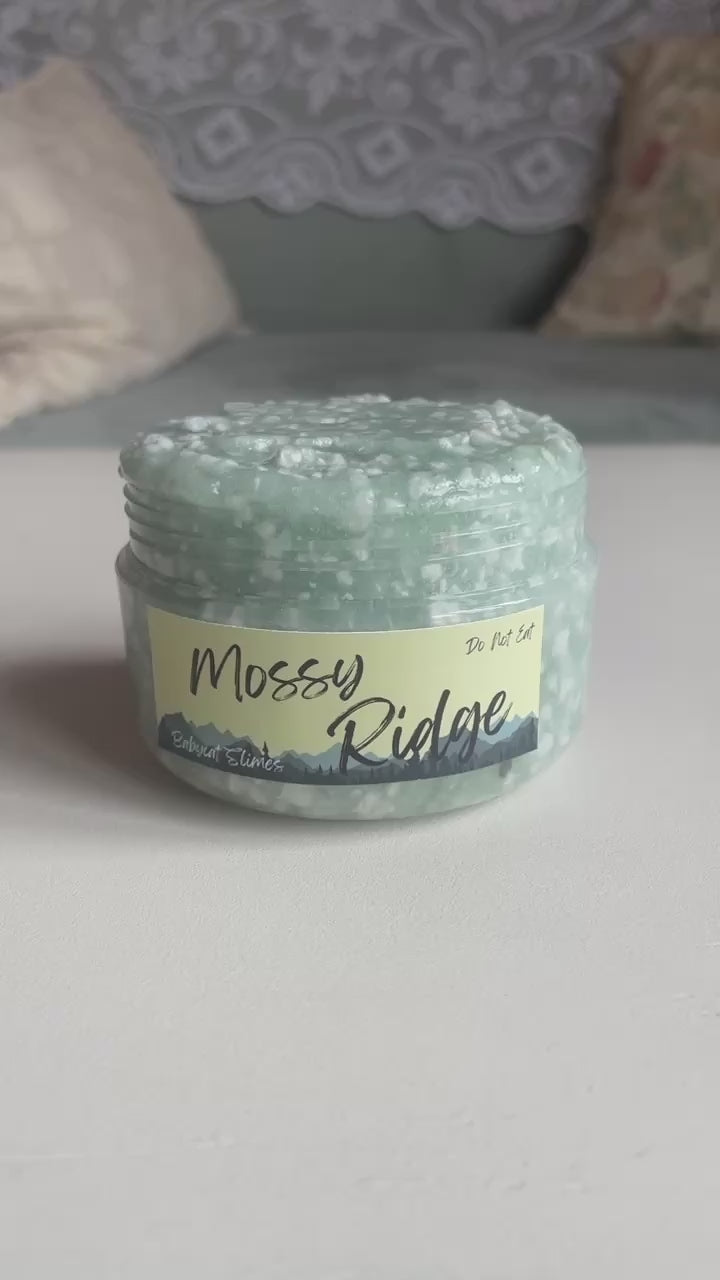 Do Not Eat
Mossy
Ridge
Babycat Slimes